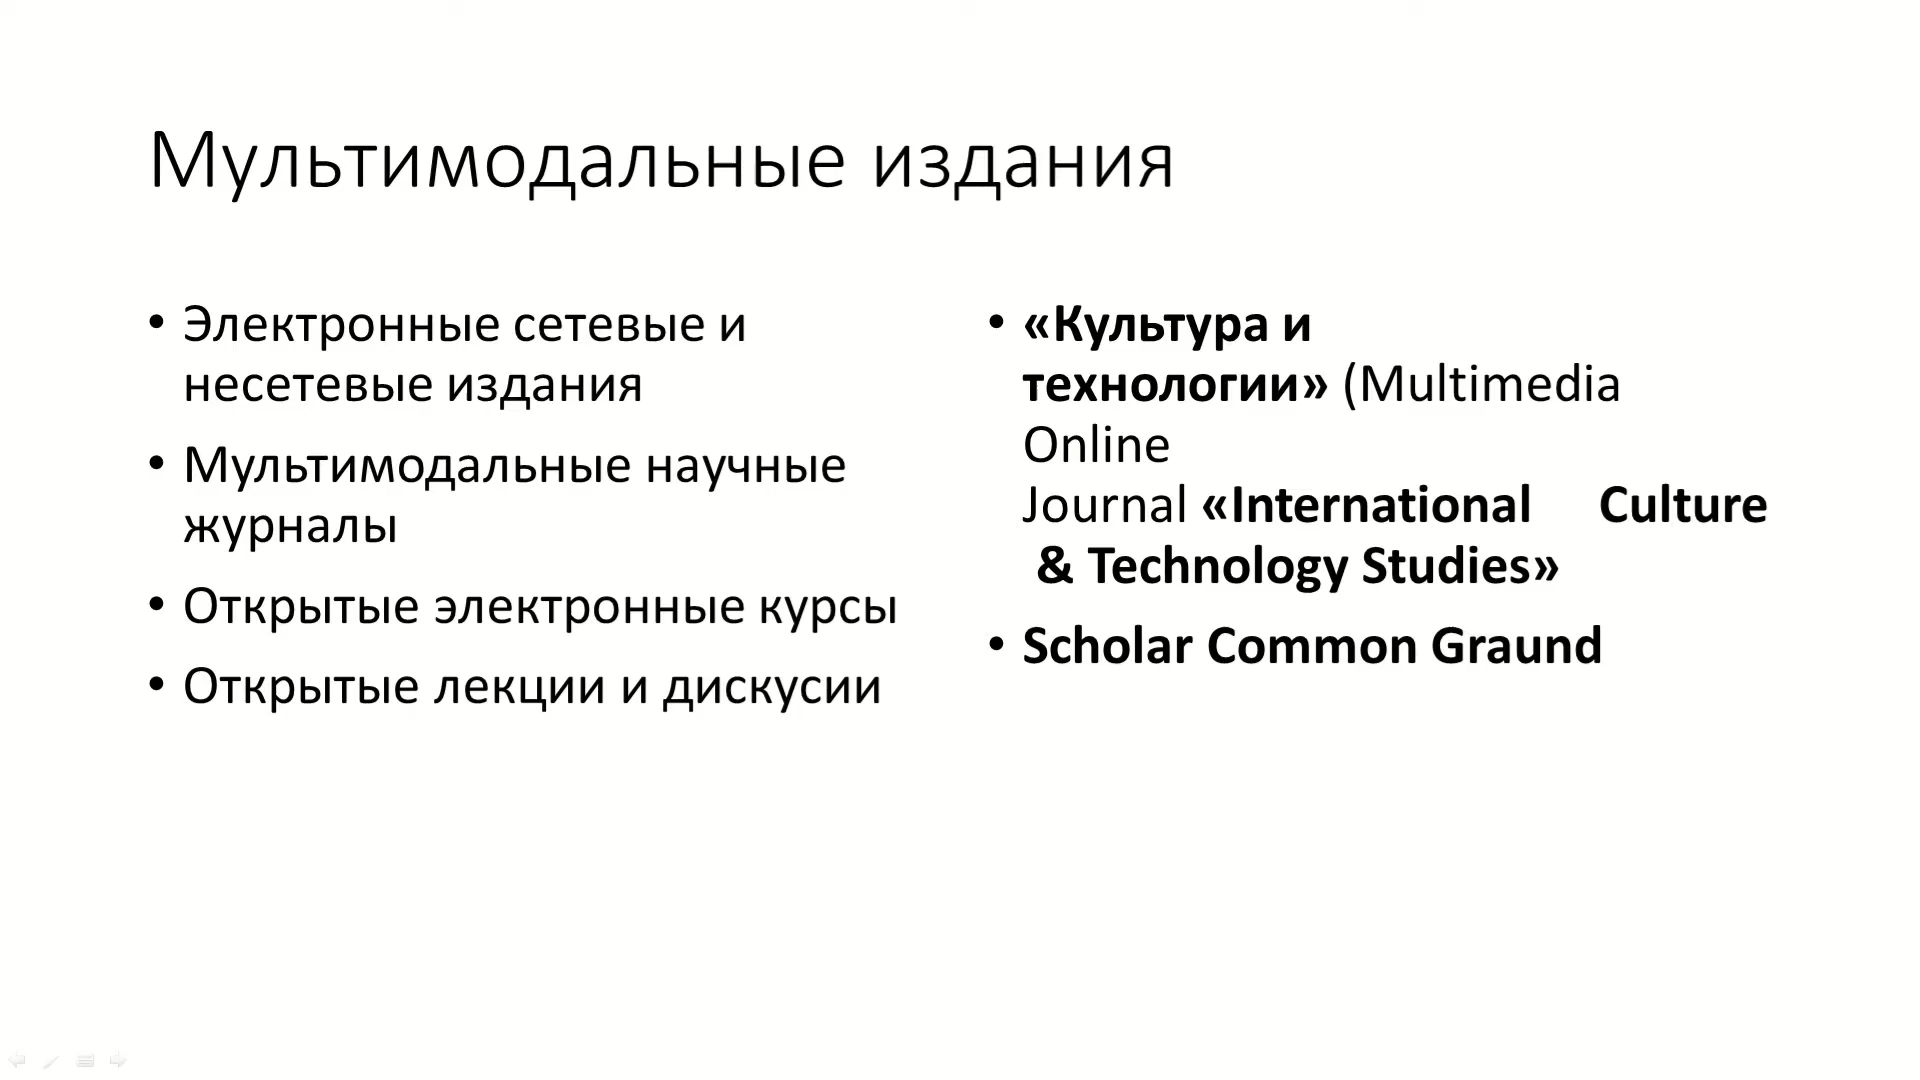 Мультимодальные издания
• Электронные сетевые и
несетевые издания
• Мультимодальные научные
журналы
• Открытые электронные курсы
• Открытые лекции и дискусии
• «Культура и
технологии» (Multimedia
Online
Journal «International Culture
& Technology Studies»
• Scholar Common Graund